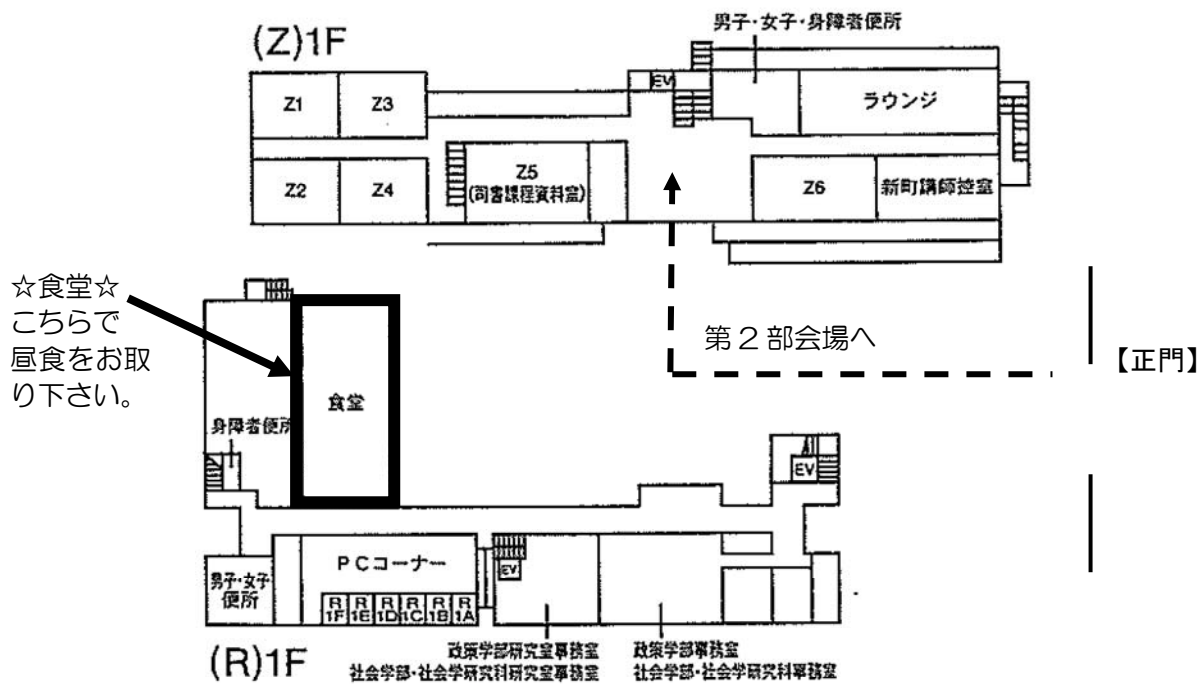 男子・女子・身障者便所
(Z)1F
EV
Z1
Z3
ラウンジ
Z2
Z4
Z5
(司書課程資料室)
Z6
新町講師控室
☆食堂☆
こちらで
昼食をお取
り下さい。
第2部会場へ
【正門】
食堂
身障者便所
EV
PCコーナー
EV
男子・女子
便所
R
1F
R
1E
R
1D
R
1C
R
1B
R
1A
政策学部研究室事務室
社会学部・社会学研究科研究室事務室
政策学部事務室
社会学部・社会学研究科事務室
(R)1F